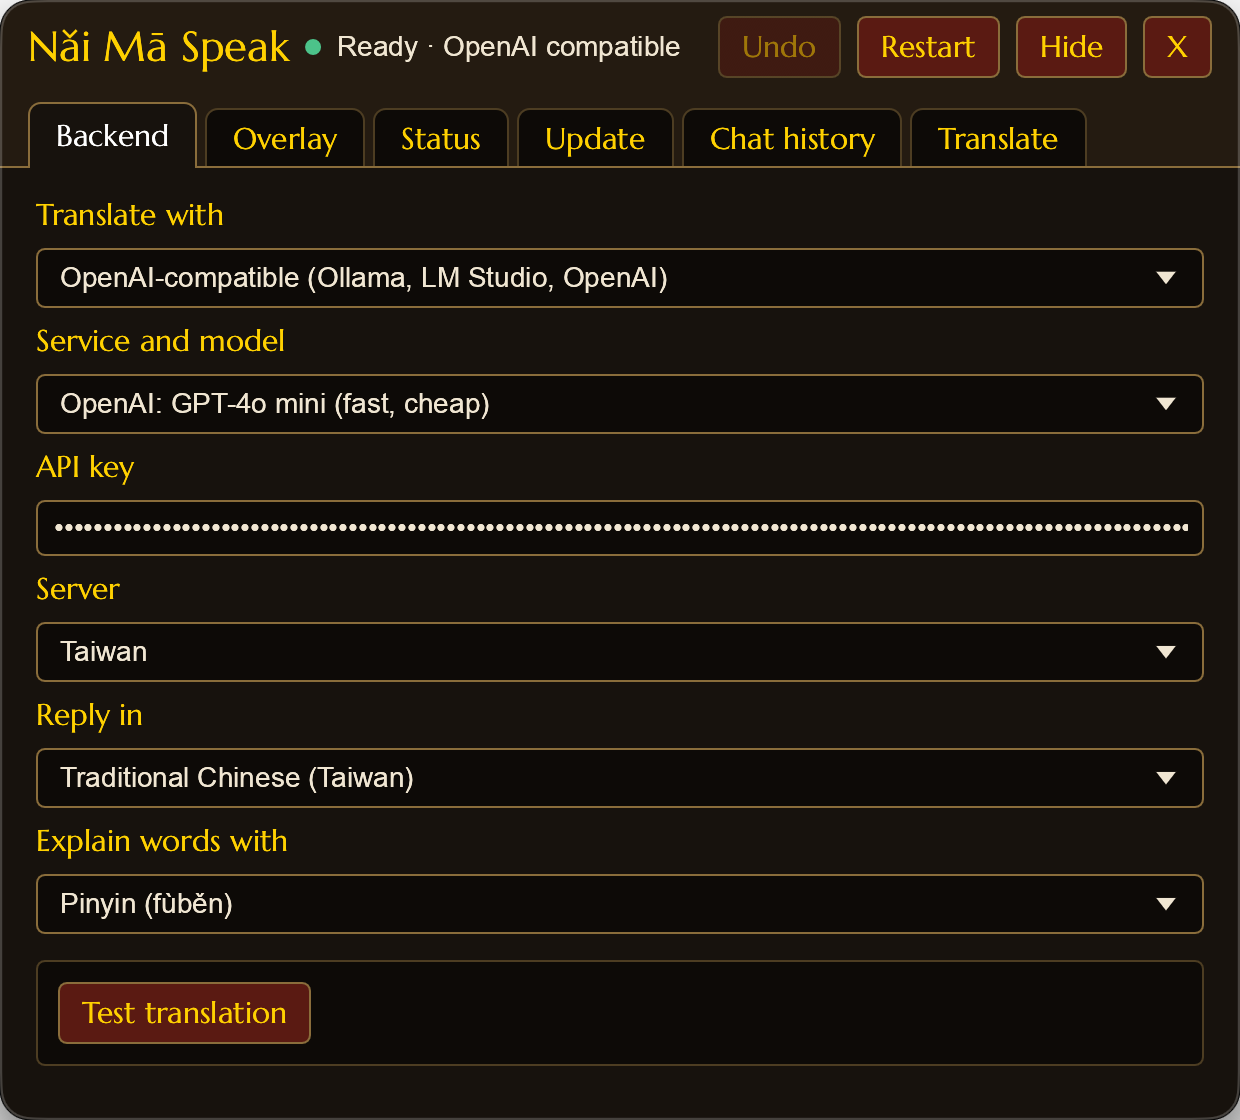 Năi Mā Speak
Ready · OpenAI compatible
Undo
Restart
Hide
X
Backend
Overlay
Status
Update
Chat history
Translate
Translate with
OpenAI-compatible (Ollama, LM Studio, OpenAI)
Service and model
OpenAI: GPT-4o mini (fast, cheap)
API key
Server
Taiwan
Reply in
Traditional Chinese (Taiwan)
Explain words with
Pinyin (fùběn)
Test translation